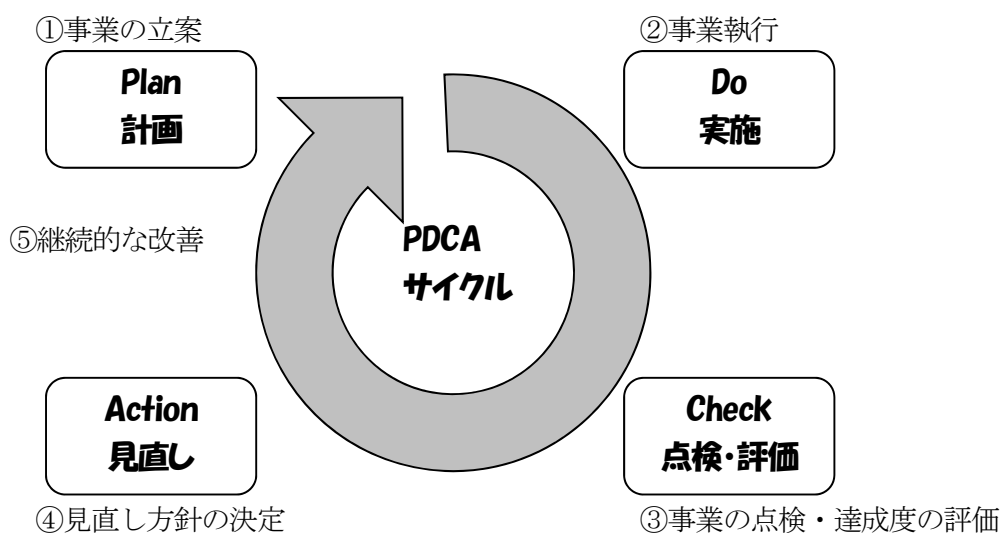 ①事業の立案
Plan
計画
②事業執行
Do
実施
⑤継続的な改善
PDCA
サイクル
Action
見直し
④見直し方針の決定
Check
点検・評価
③事業の点検・達成度の評価